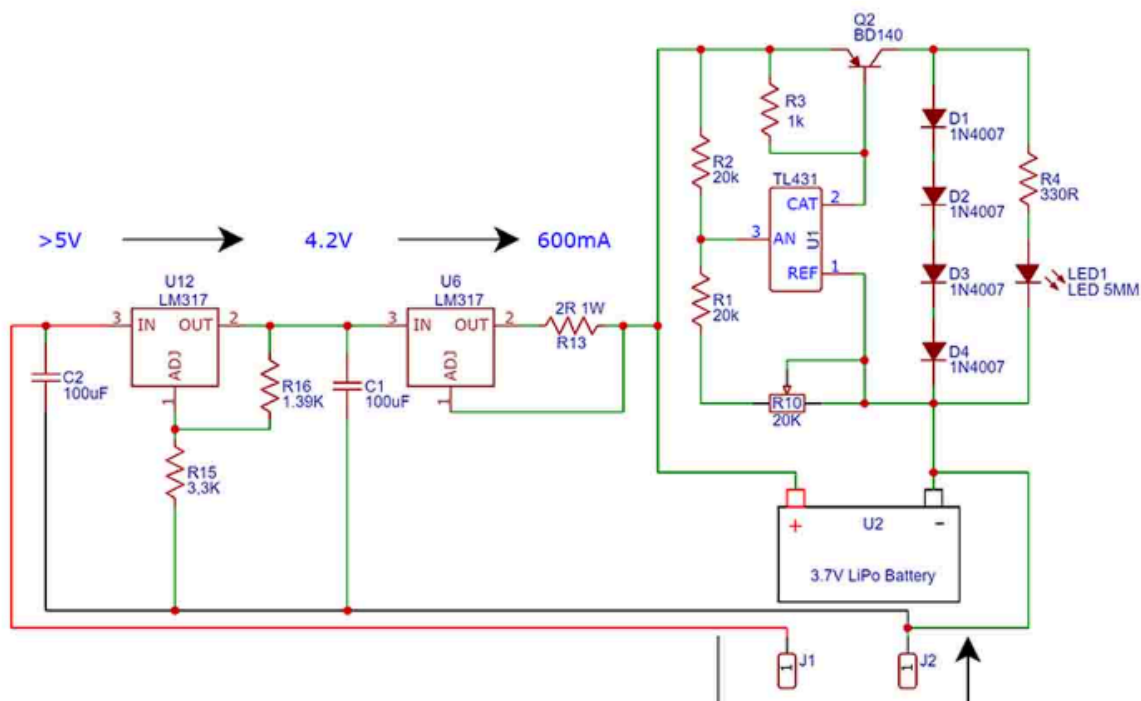 Q2
BD140
R3
1k
D1
1N4007
R2
20k
TL431
CAT
2
R4
330R
D2
1N4007
>5V
4.2V
600mA
3
AN
U1
REF
1
D3
1N4007
LED1
LED 5MM
U12
LM317
U6
LM317
2R 1W
R13
R1
20k
3
IN
OUT
2
ADJ
1
3
IN
OUT
2
ADJ
1
D4
1N4007
C2
100uF
R16
1.39K
C1
100uF
R10
20K
R15
3,3K
+
U2
-
3.7V LiPo Battery
1
J1
1
J2